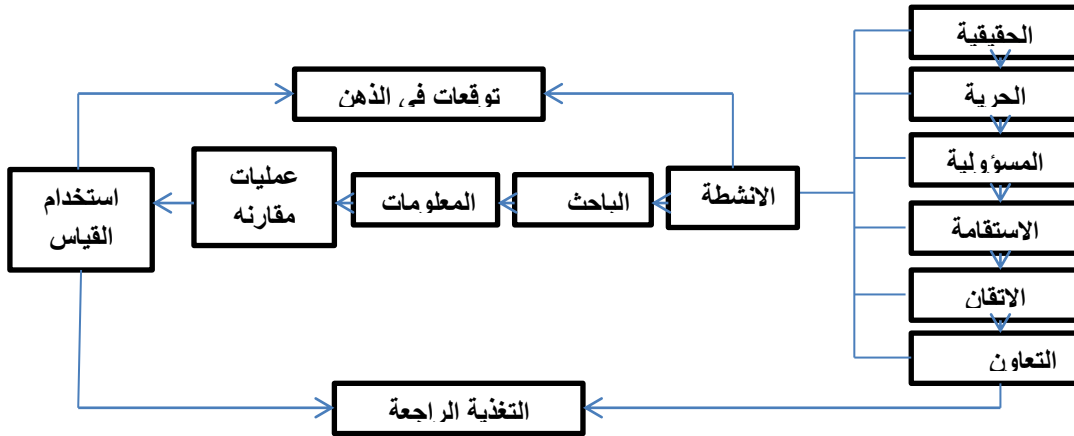 الحقيقية
الحرية
المسؤولية
الاستقامة
الاتقان
التعاون
توقعات في الذهن
الانشطة
الباحث
المعلومات
عمليات
مقارنه
استخدام
القياس
التغذية الراجعة